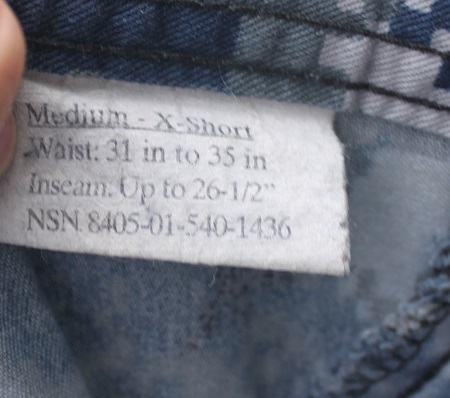 Medium - X-Short
Waist: 31 in to 35 in
Inseam: Up to 26-1/2"
NSN 8405-01-540-1436